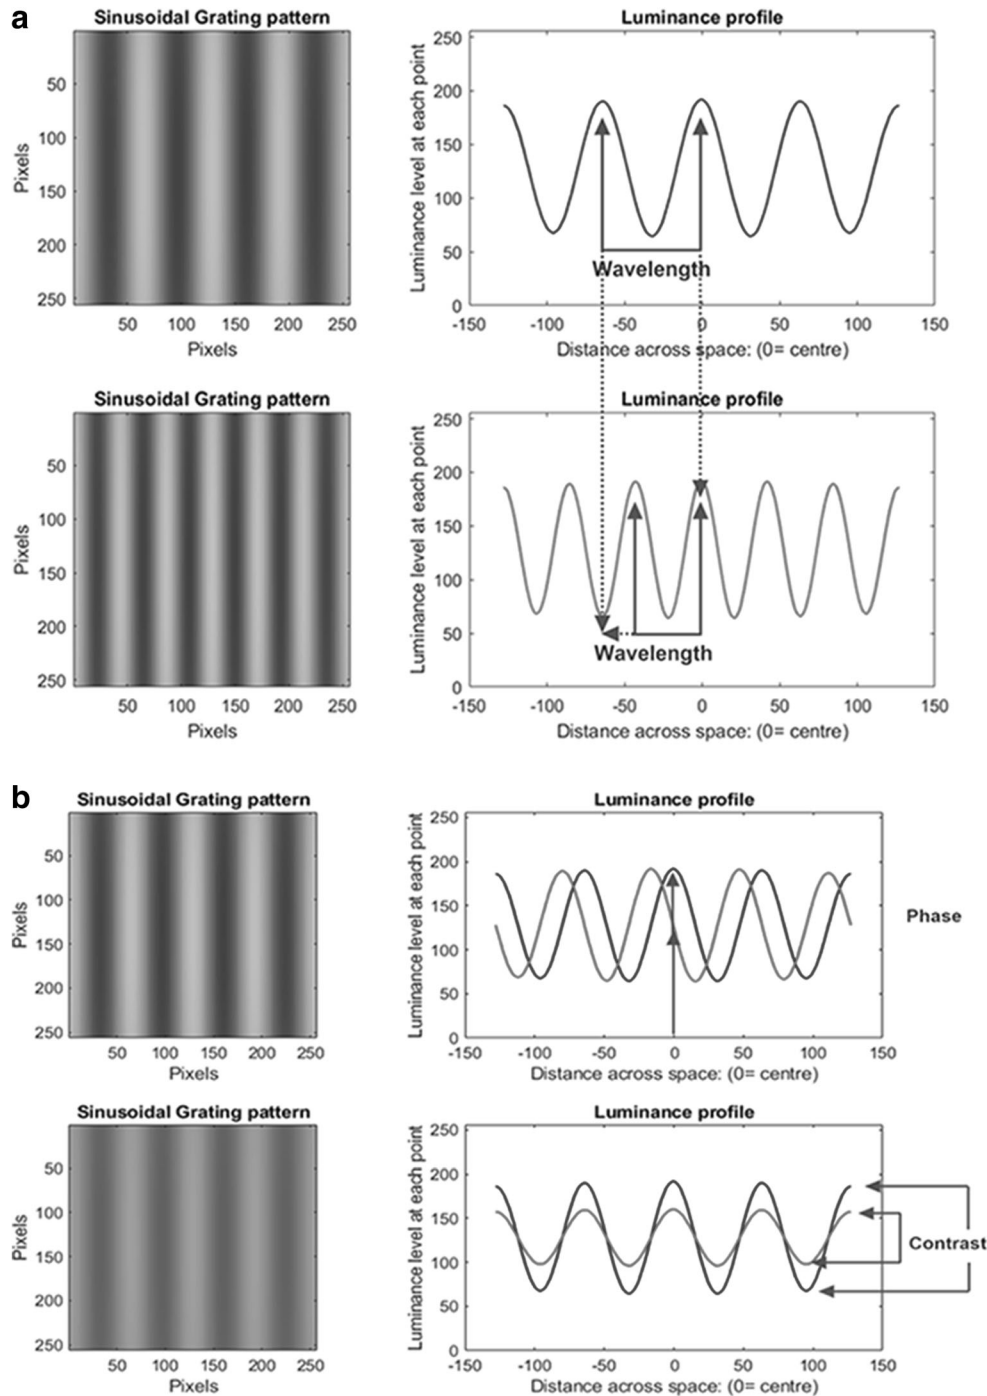 a
Sinusoidal Grating pattern
50
100
150
200
250
Pixels
50 100 150 200 250
Pixels
Luminance profile
250
200
150
100
50
0
Luminance level at each point
Wavelength
-150 -100 -50 0 50 100 150
Distance across space: (0= centre)
Sinusoidal Grating pattern
50
100
150
200
250
Pixels
50 100 150 200 250
Pixels
Luminance profile
250
200
150
100
50
0
Luminance level at each point
Wavelength
-150 -100 -50 0 50 100 150
Distance across space: (0= centre)
b
Sinusoidal Grating pattern
50
100
150
200
250
Pixels
50 100 150 200 250
Pixels
Luminance profile
250
200
150
100
50
0
Luminance level at each point
-150 -100 -50 0 50 100 150
Distance across space: (0= centre)
Phase
Sinusoidal Grating pattern
50
100
150
200
250
Pixels
50 100 150 200 250
Pixels
Luminance profile
250
200
150
100
50
0
Luminance level at each point
-150 -100 -50 0 50 100 150
Distance across space: (0= centre)
Contrast